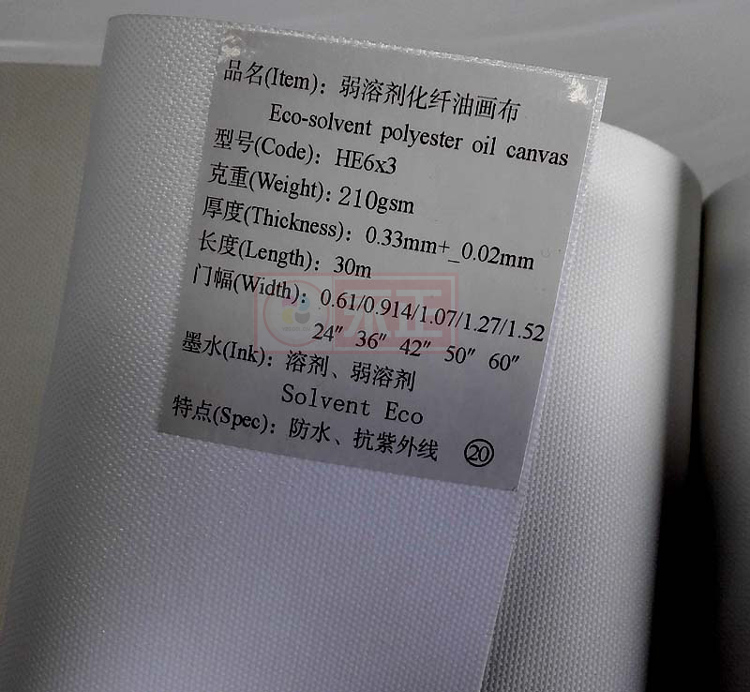 品名(Item)：弱溶剂化纤油画布
Eco-solvent polyester oil canvas
型号(Code)：HE6x3
克重(Weight)：210gsm
厚度(Thickness)：0.33mm+_0.02mm
长度(Length)：30m
门幅(Width)：0.61/0.914/1.07/1.27/1.52
24″ 36″ 42″ 50″ 60″
墨水(Ink)：溶剂、弱溶剂
Solvent Eco
特点(Spec)：防水、抗紫外线 ⑳